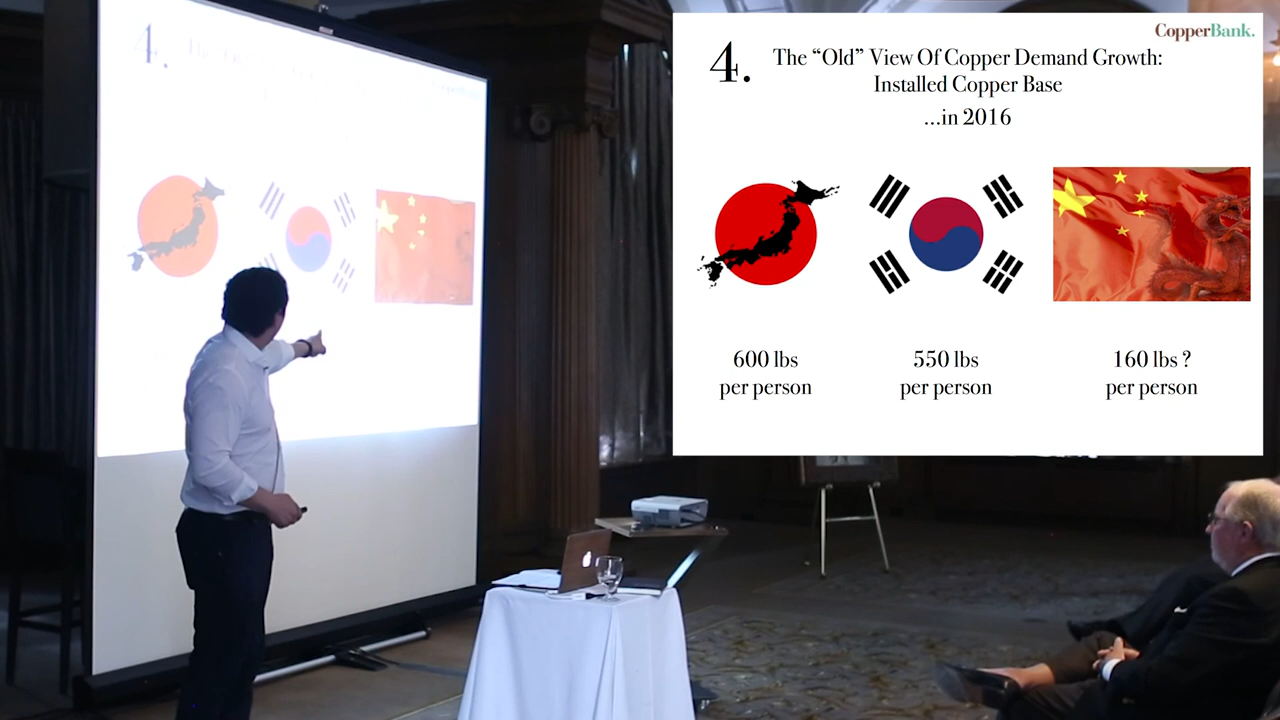 CopperBank.
4.
The “Old” View Of Copper Demand Growth:
Installed Copper Base
...in 2016
600 lbs
per person
550 lbs
per person
160 lbs ?
per person
4.